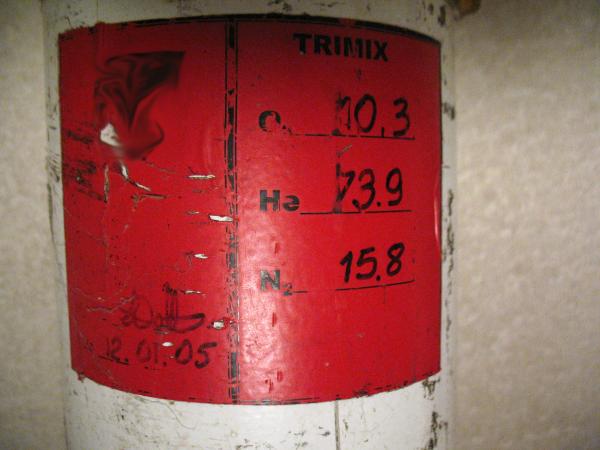 TRIMIX
O₂ 10.3
He 73.9
N₂ 15.8
12.01.05